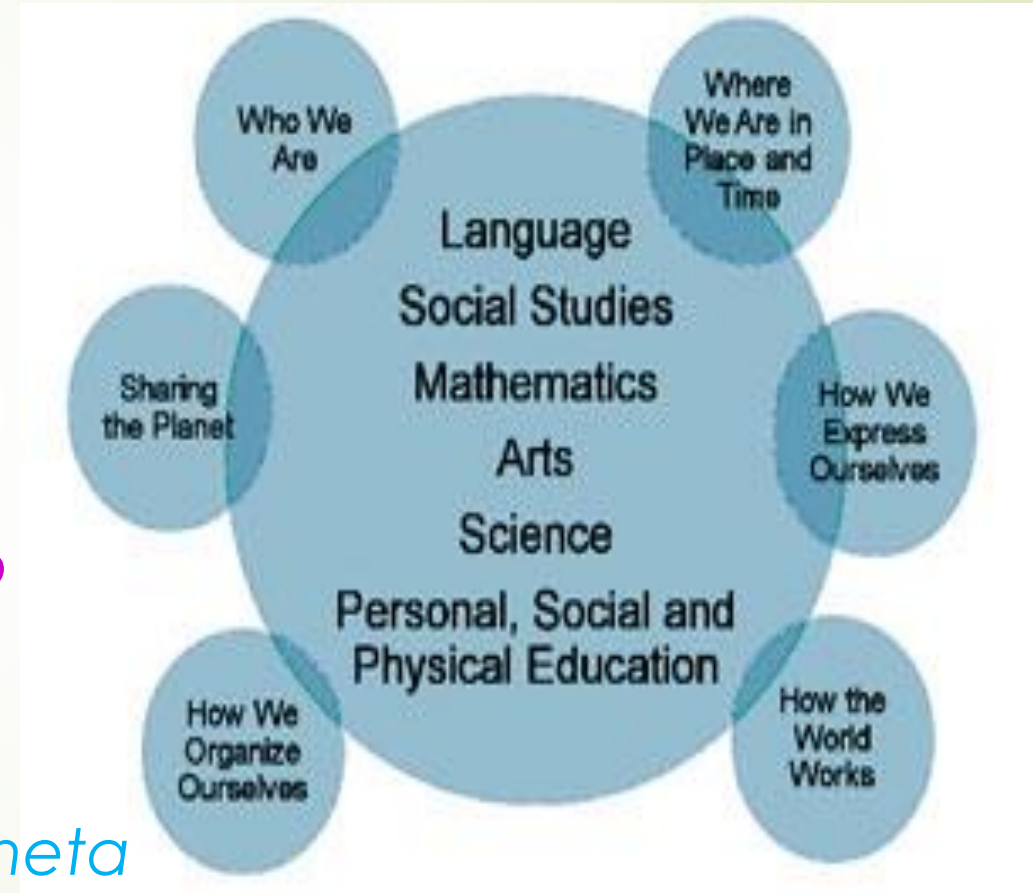 Who We
Are
Where
We Are in
Place and
Time
Language
Social Studies
Mathematics
Arts
Science
Personal, Social and
Physical Education
Sharing
the Planet
How We
Express
Ourselves
How We
Organize
Ourselves
How the
World
Works
neta